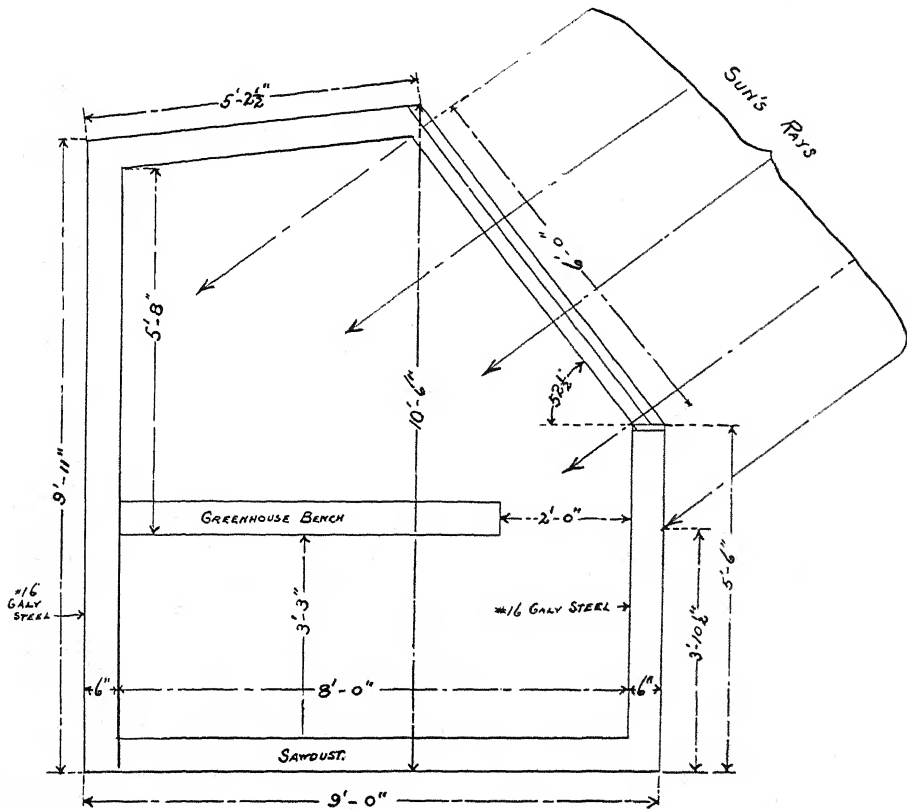 5'-2½"
SUN'S
RAYS
6'-0"
5'-8"
10'-6"
52½°
9'-11"
GREENHOUSE BENCH
2'-0"
5'-6"
#16
GALV
STEEL
3'-3"
#16 GALV STEEL
3'-10½"
6"
8'-0"
6"
SAWDUST.
9'-0"